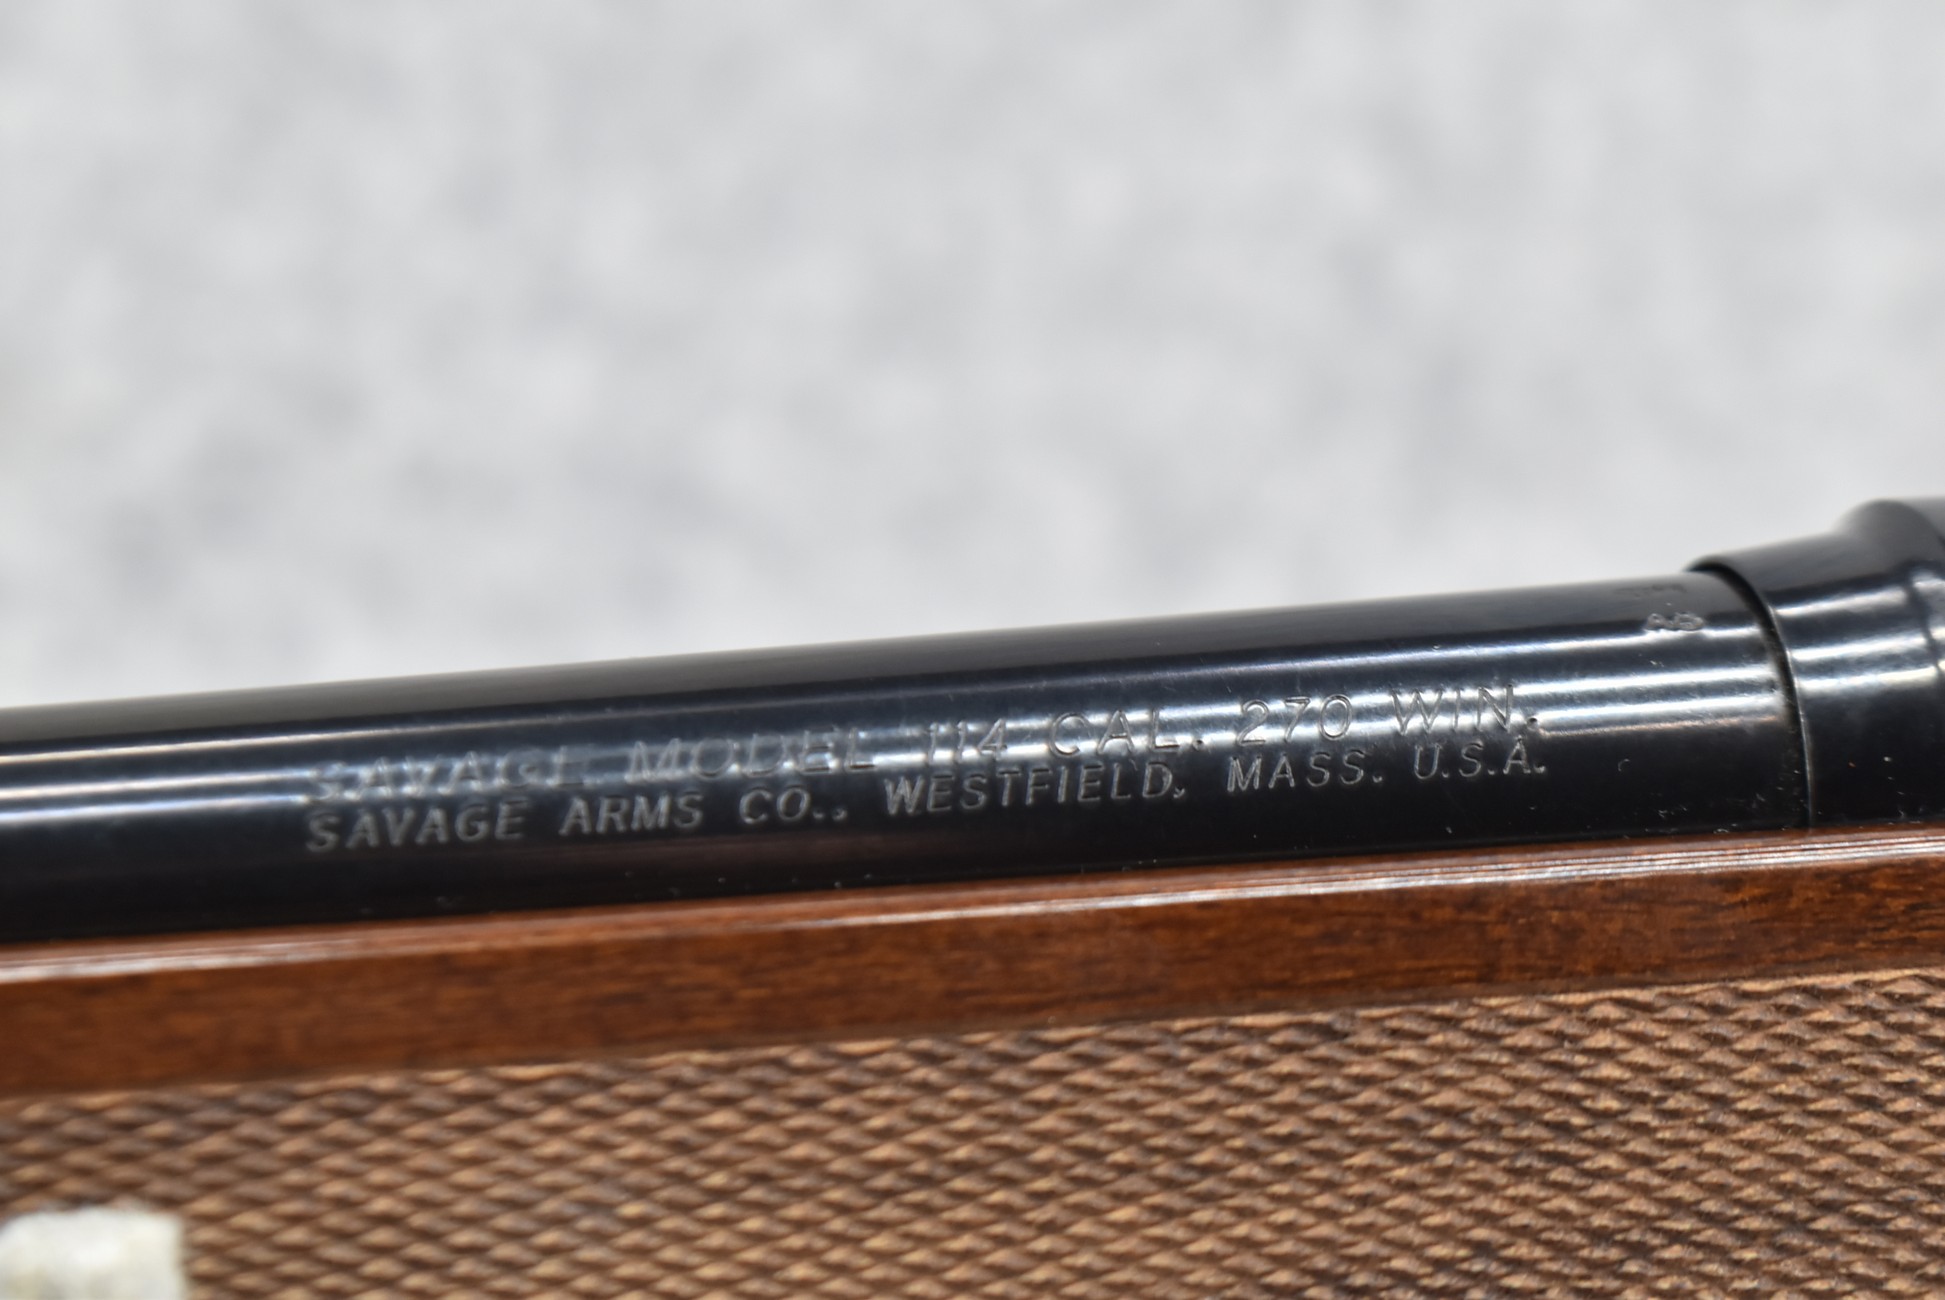 SAVAGE MODEL 114 CAL. 270 WIN.
SAVAGE ARMS CO., WESTFIELD, MASS. U.S.A.